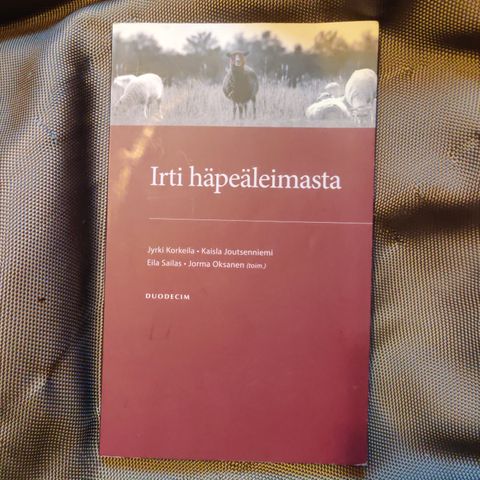 Irti häpeäleimasta
Jyrki Korkeila • Kaisla Joutsenniemi
Eila Sailas • Jorma Oksanen (toim.)
DUODECIM